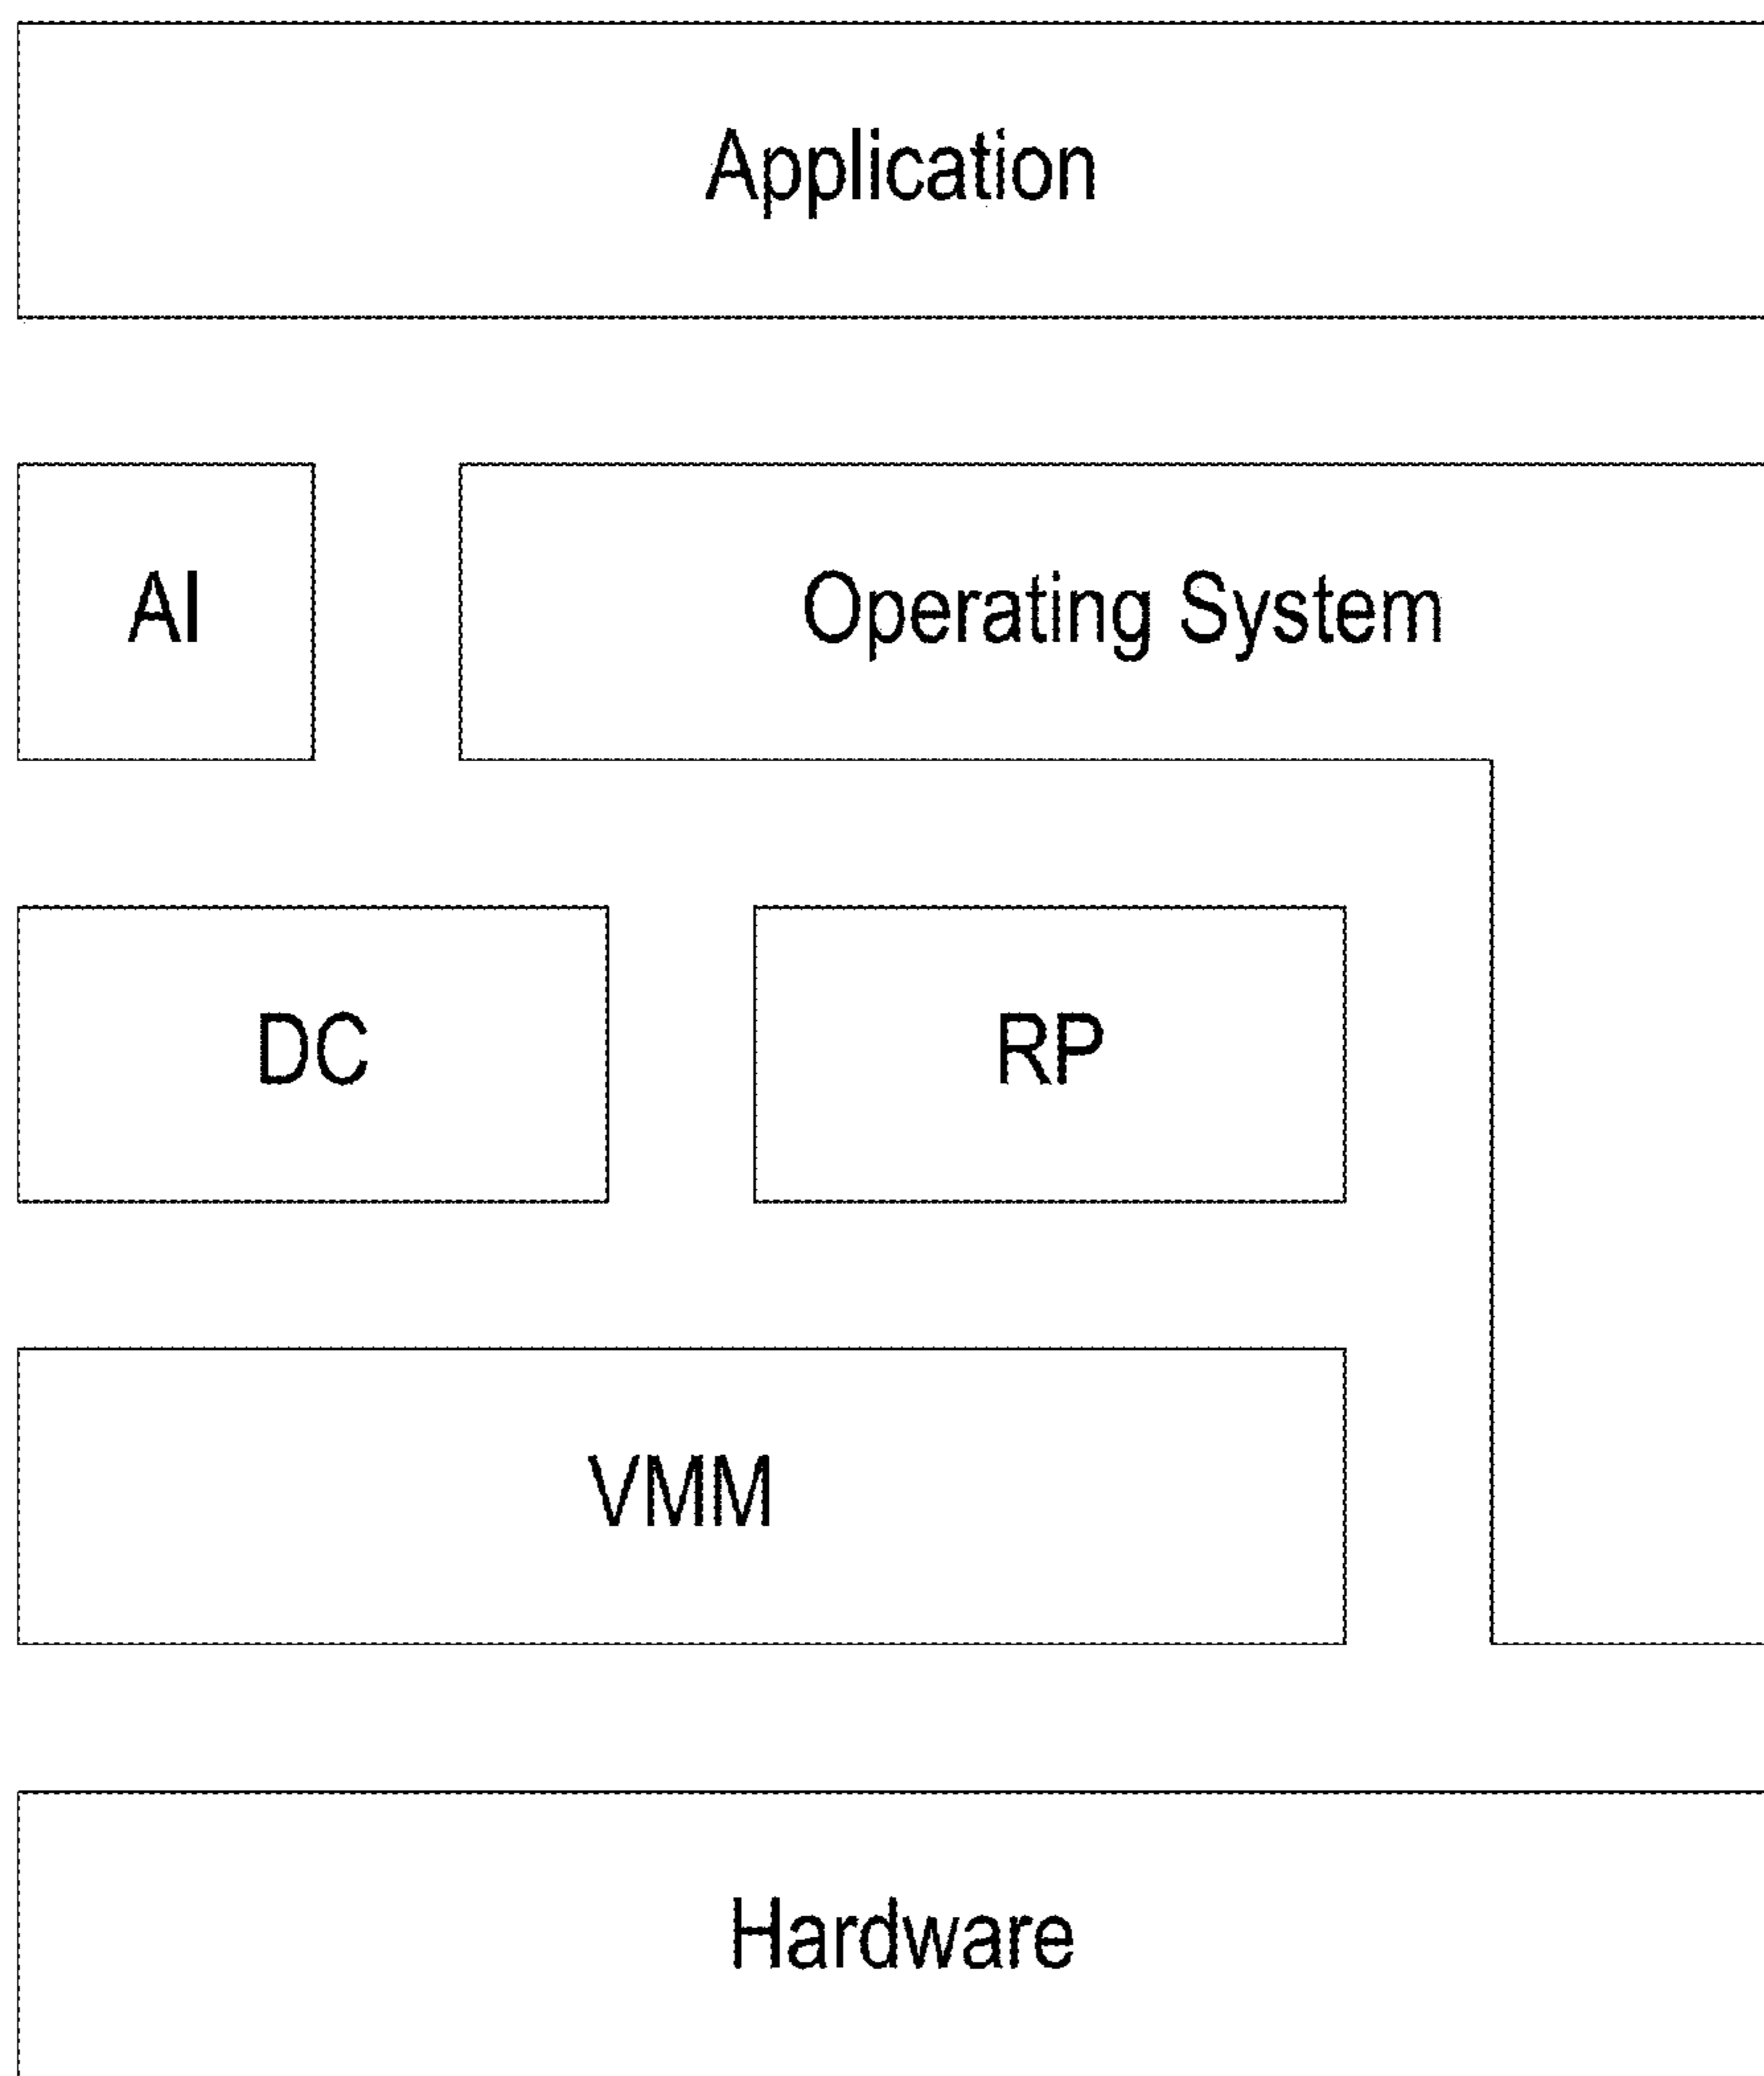 Application
AI
Operating System
DC
RP
VMM
Hardware